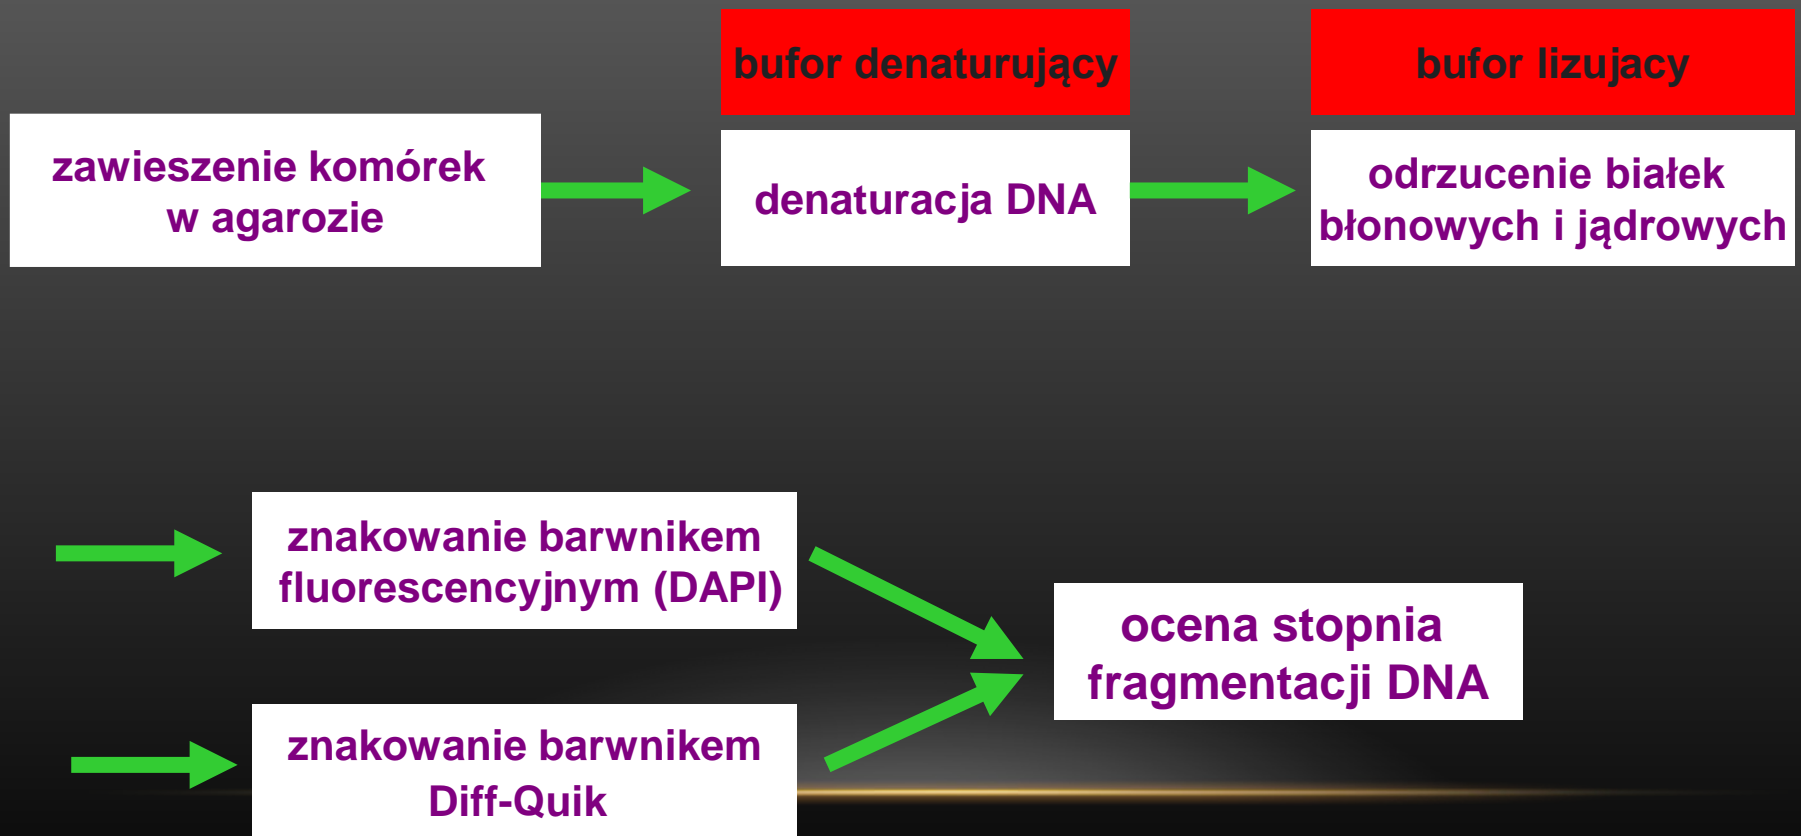 bufor denaturujący
bufor lizujacy
zawieszenie komórek
w agarozie
denaturacja DNA
odrzucenie białek
błonowych i jądrowych
znakowanie barwnikem
fluorescencyjnym (DAPI)
ocena stopnia
fragmentacji DNA
znakowanie barwnikem
Diff-Quik